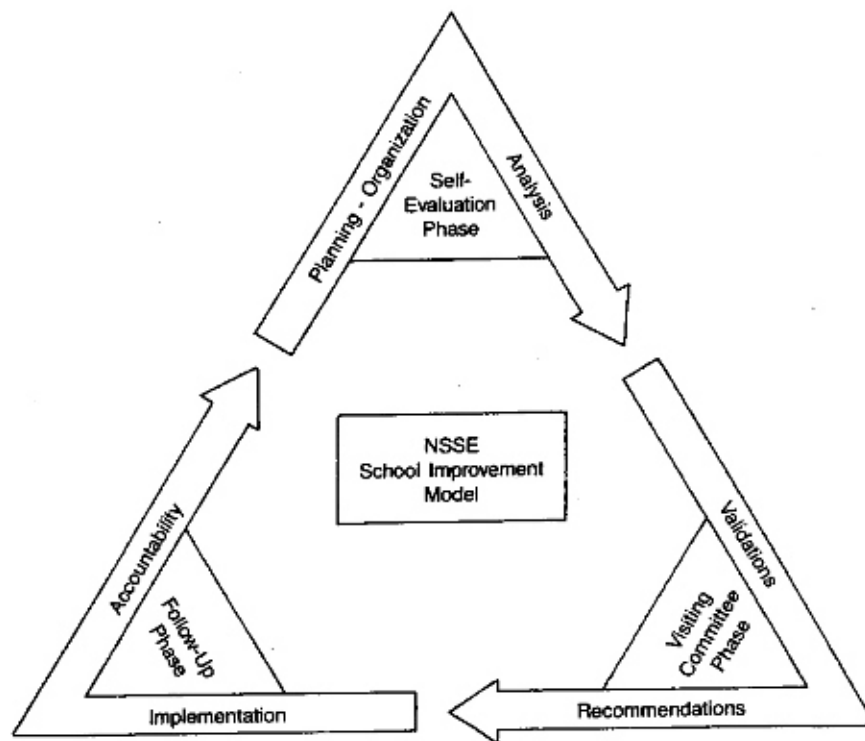 Planning - Organization
Analysis
Self-
Evaluation
Phase
NSSE
School Improvement
Model
Validations
Visiting
Committee
Phase
Recommendations
Implementation
Follow-Up
Phase
Accountability